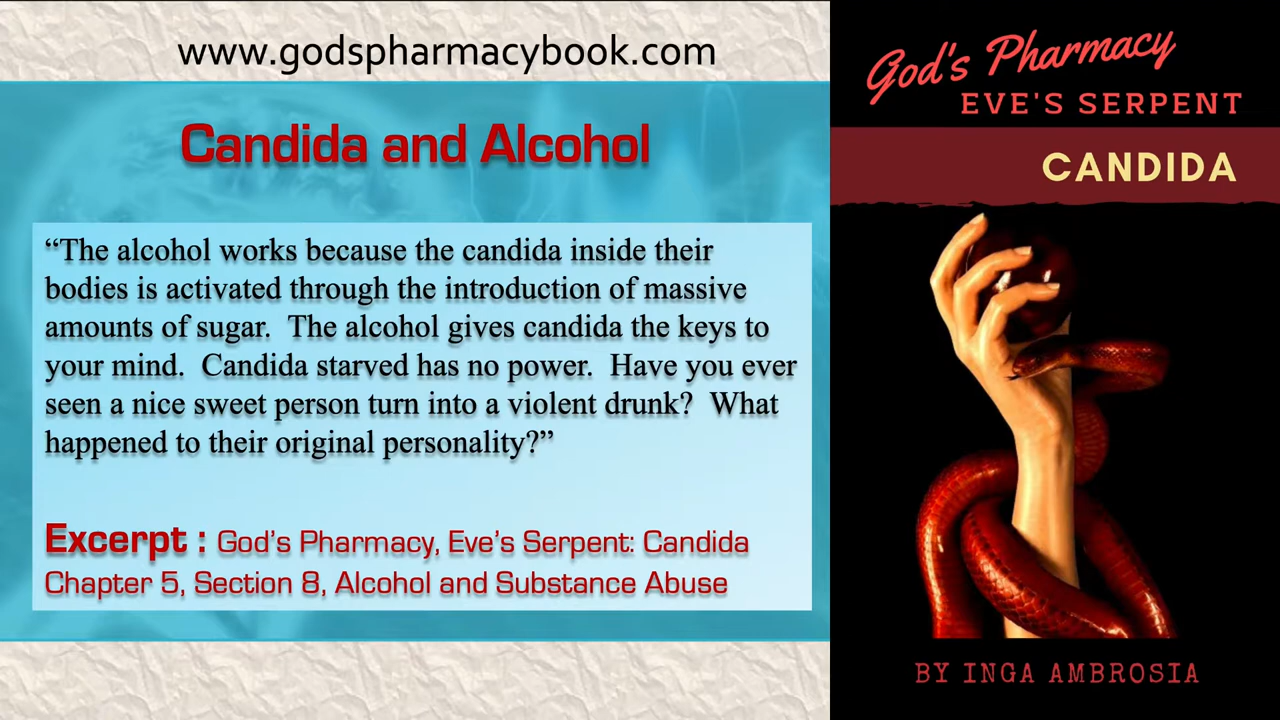 www.godspharmacybook.com
Candida and Alcohol
“The alcohol works because the candida inside their
bodies is activated through the introduction of massive
amounts of sugar.  The alcohol gives candida the keys to
your mind.  Candida starved has no power.  Have you ever
seen a nice sweet person turn into a violent drunk?  What
happened to their original personality?”
Excerpt : God’s Pharmacy, Eve’s Serpent: Candida
Chapter 5, Section 8, Alcohol and Substance Abuse
God's Pharmacy
EVE'S SERPENT
CANDIDA
BY INGA AMBROSIA